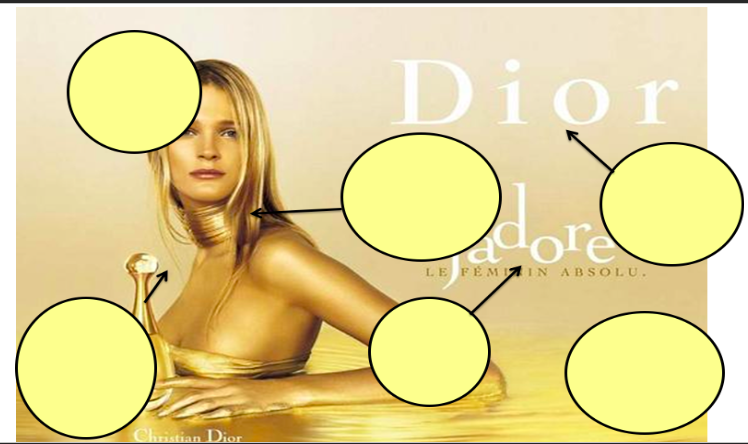 Dior
j'adore
LE FÉMININ ABSOLU.
Christian Dior